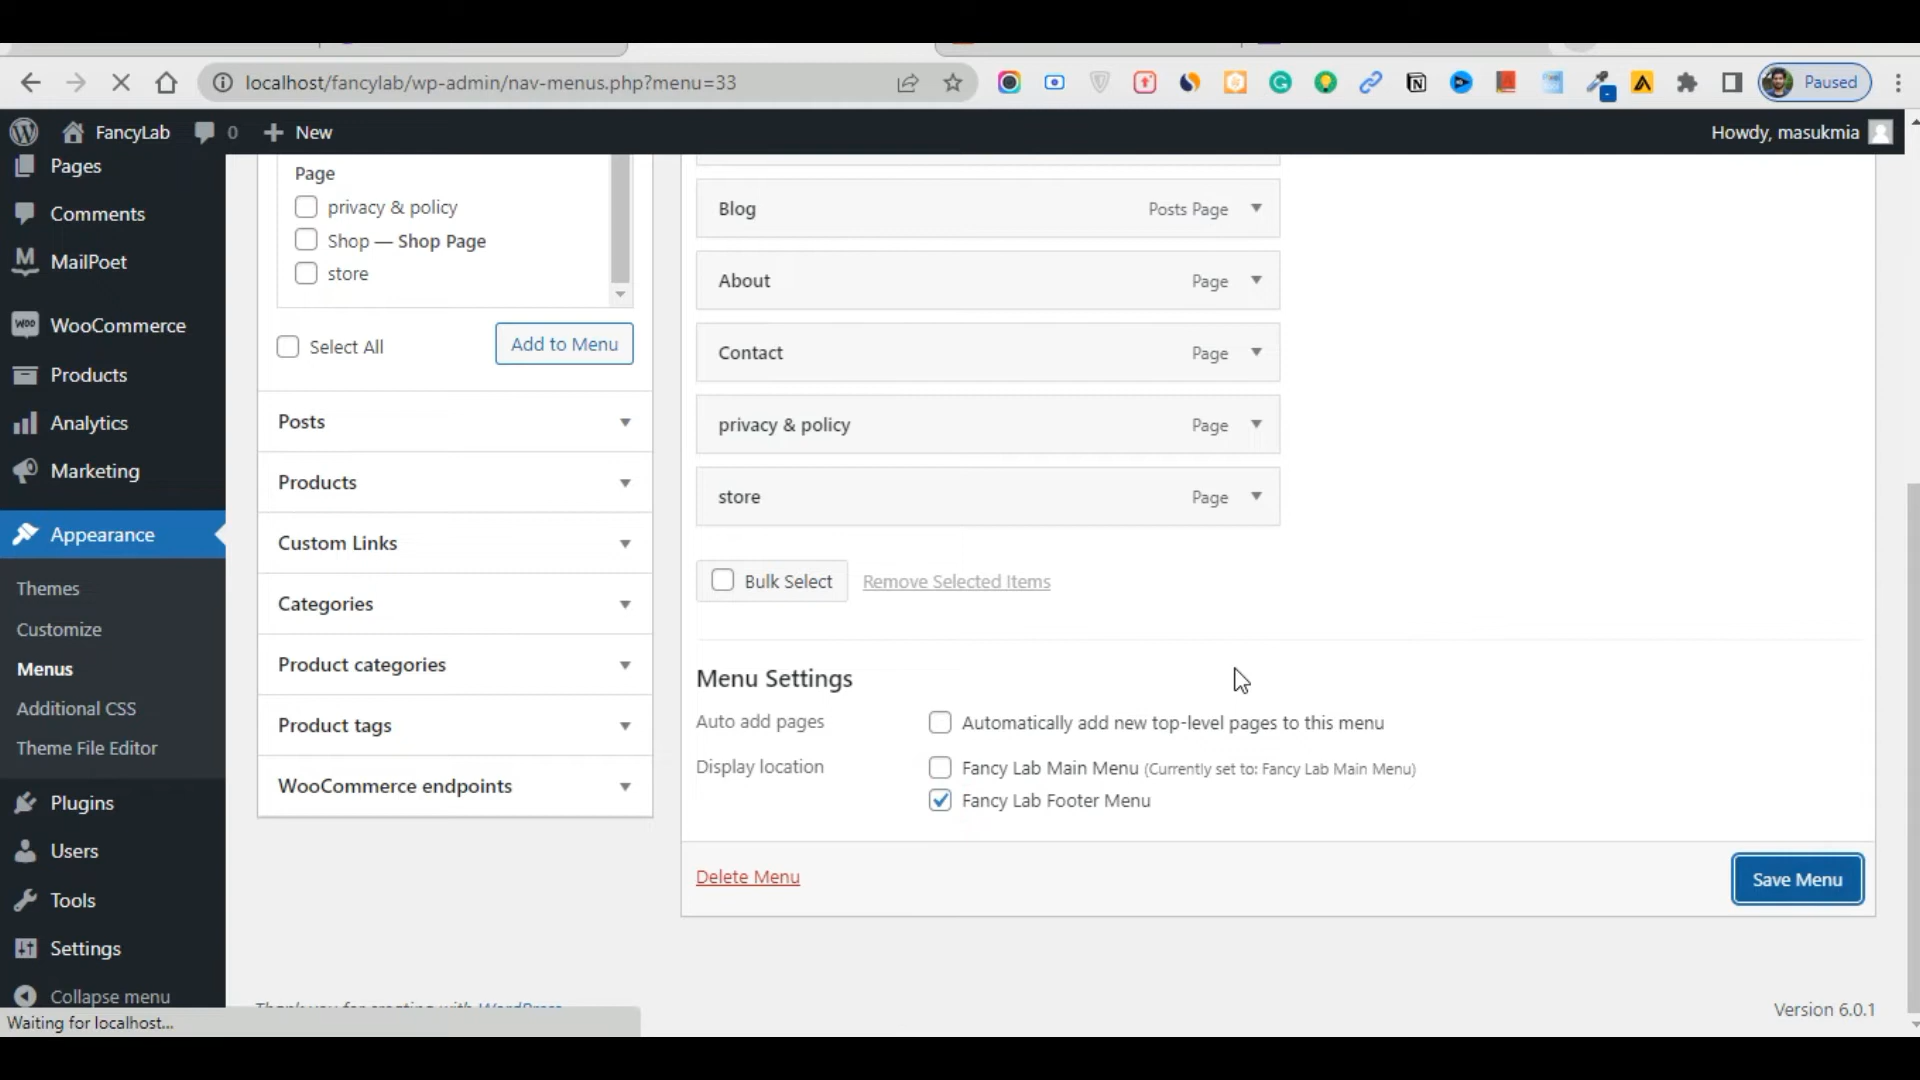 localhost/fancylab/wp-admin/nav-menus.php?menu=33
Paused
FancyLab
0
New
Howdy, masukmia
Pages
Comments
MailPoet
WooCommerce
Products
Analytics
Marketing
Appearance
Themes
Customize
Menus
Additional CSS
Theme File Editor
Plugins
Users
Tools
Settings
Collapse menu
Waiting for localhost...
Page
privacy & policy
Shop — Shop Page
store
Select All
Add to Menu
Posts
Products
Custom Links
Categories
Product categories
Product tags
WooCommerce endpoints
Blog Posts Page
About Page
Contact Page
privacy & policy Page
store Page
Bulk Select Remove Selected Items
Menu Settings
Auto add pages Automatically add new top-level pages to this menu
Display location Fancy Lab Main Menu (Currently set to: Fancy Lab Main Menu)
Fancy Lab Footer Menu
Delete Menu Save Menu
Thank you for creating with WordPress
Version 6.0.1